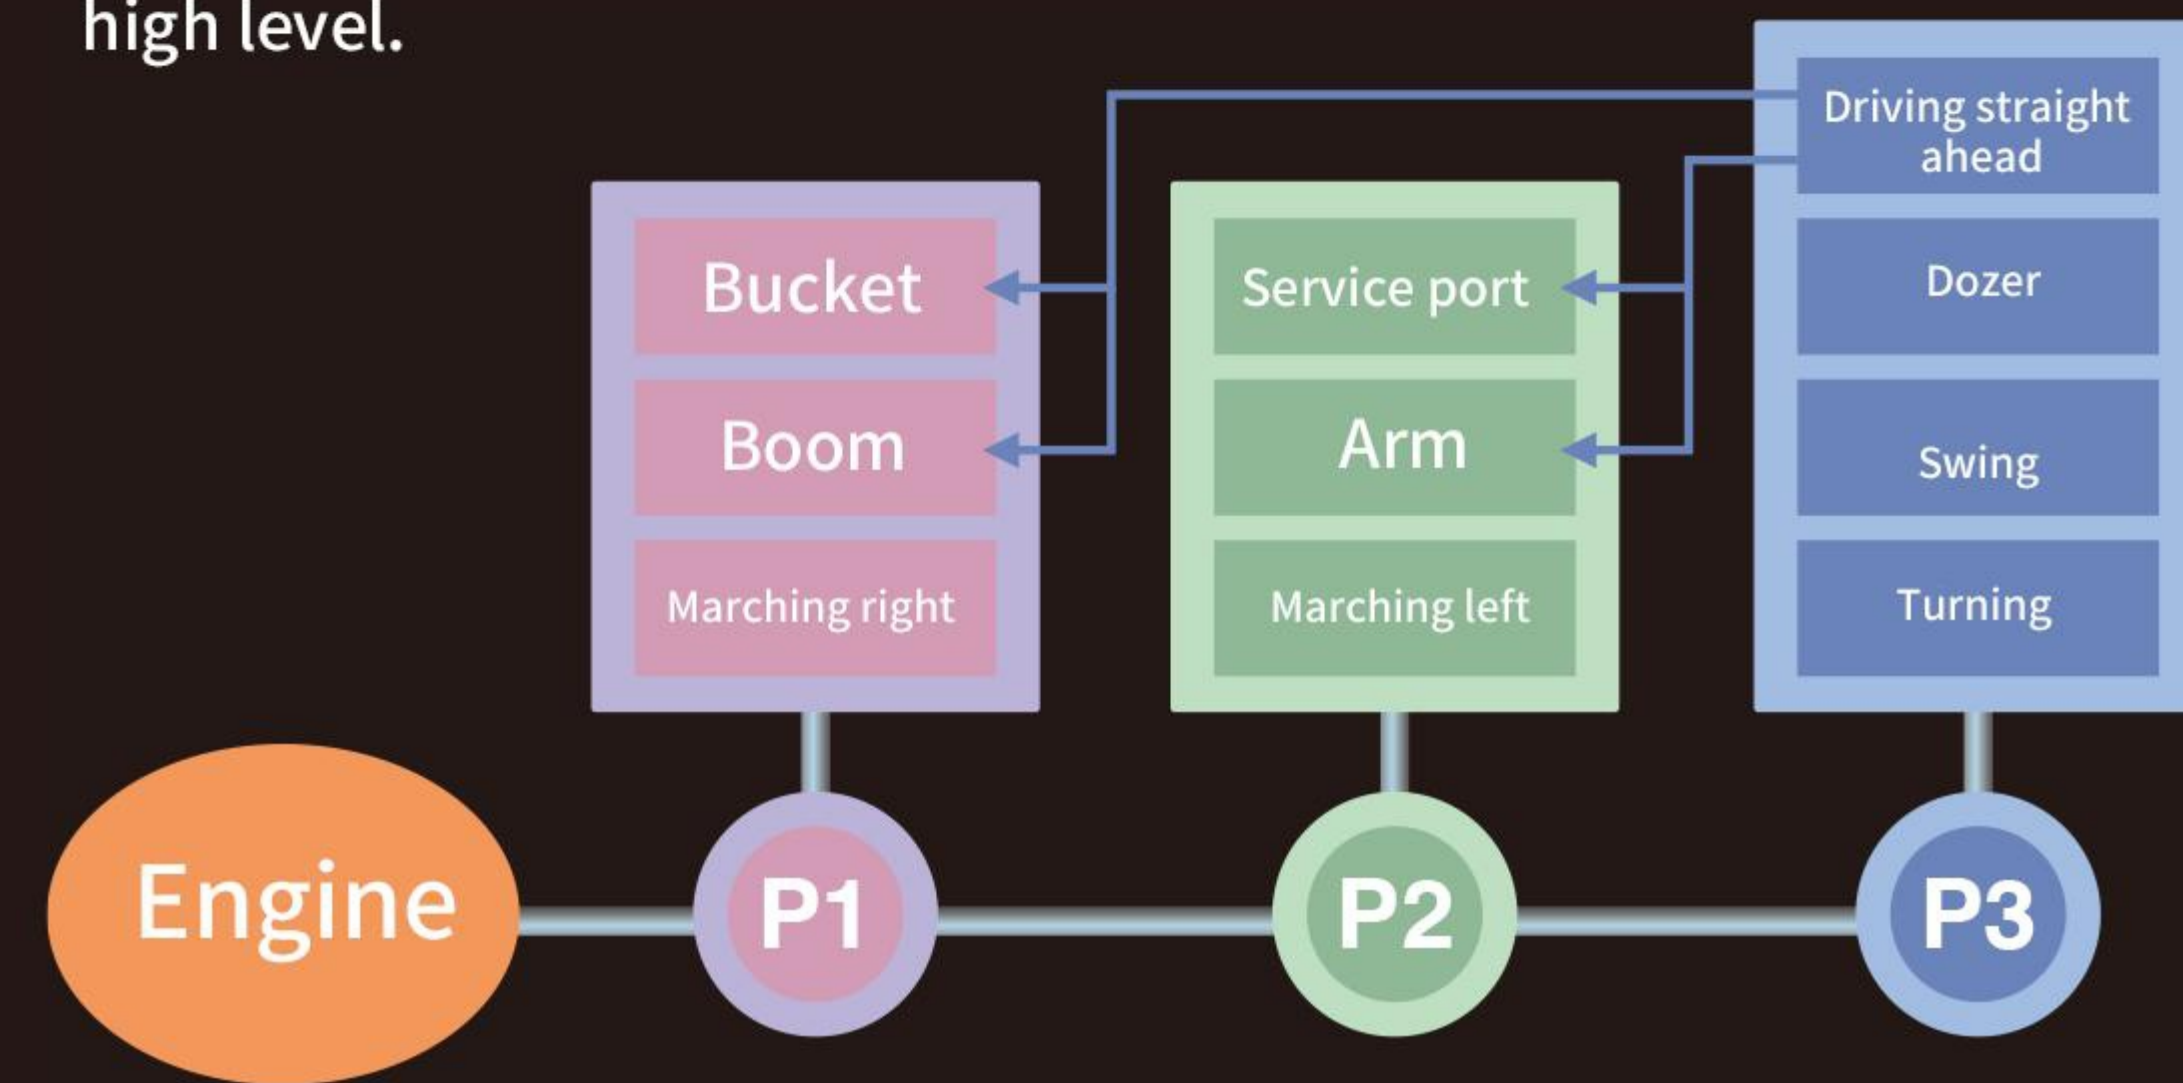 high level.
Bucket
Boom
Marching right
Service port
Arm
Marching left
Driving straight
ahead
Dozer
Swing
Turning
Engine
P1
P2
P3